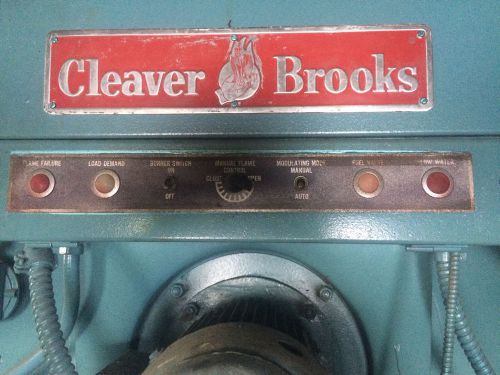 Cleaver Brooks
FLAME FAILURE
LOAD DEMAND
BURNER SWITCH
ON
OFF
MANUAL FLAME
CONTROL
CLOSE OPEN
MODULATING MODE
MANUAL
AUTO
FUEL VALVE
LOW WATER